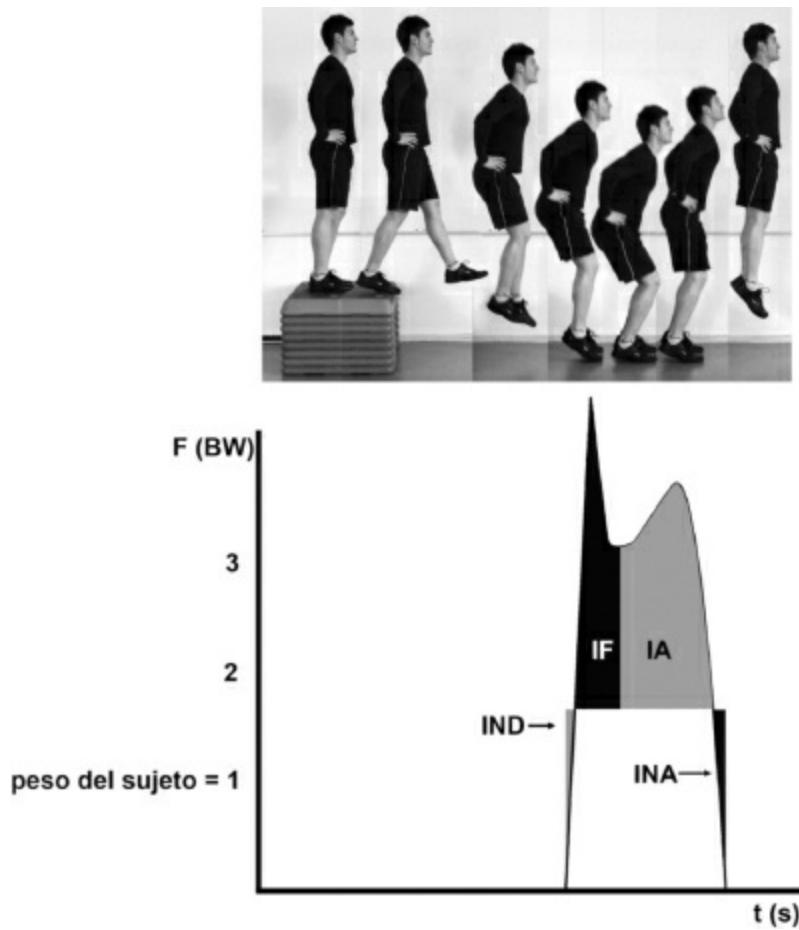 F (BW)
3
2
IF
IA
IND
INA
peso del sujeto = 1
t (s)